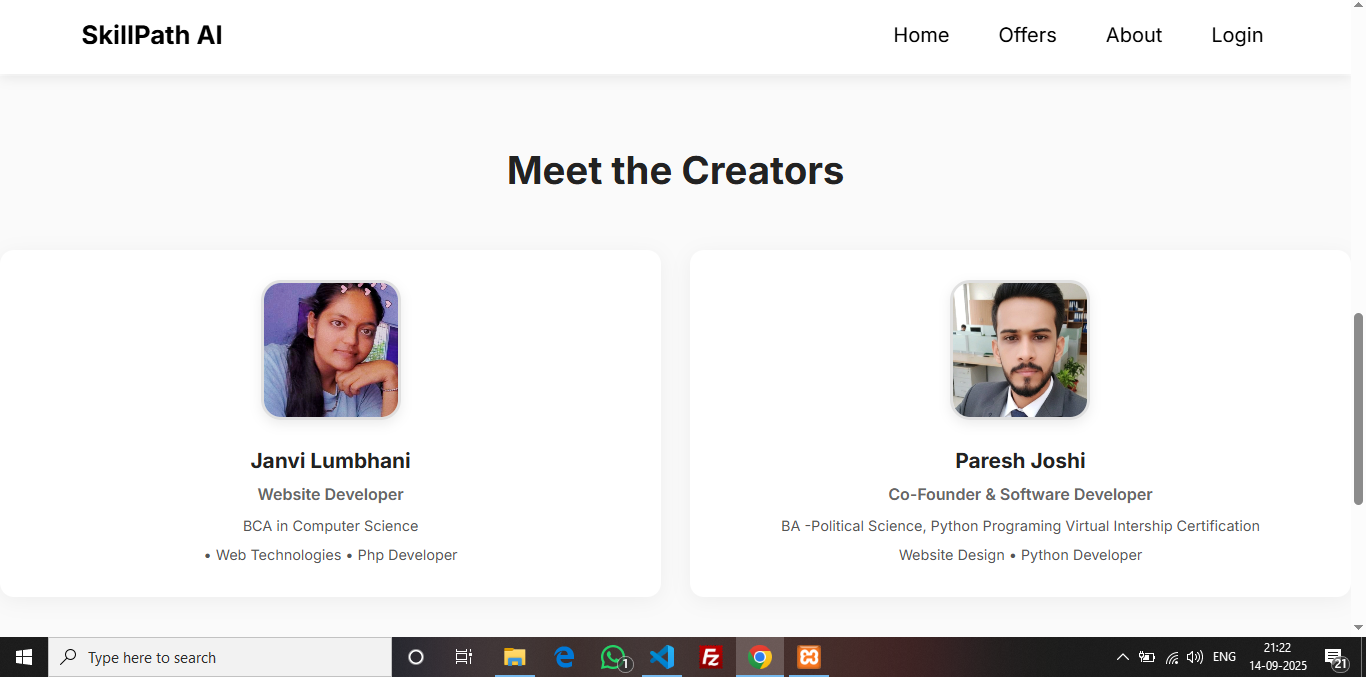 SkillPath AI
Home Offers About Login
Meet the Creators
Janvi Lumbhani
Website Developer
BCA in Computer Science
• Web Technologies • Php Developer
Paresh Joshi
Co-Founder & Software Developer
BA -Political Science, Python Programing Virtual Intership Certification
Website Design • Python Developer
Type here to search
1
ENG
21:22
14-09-2025
21